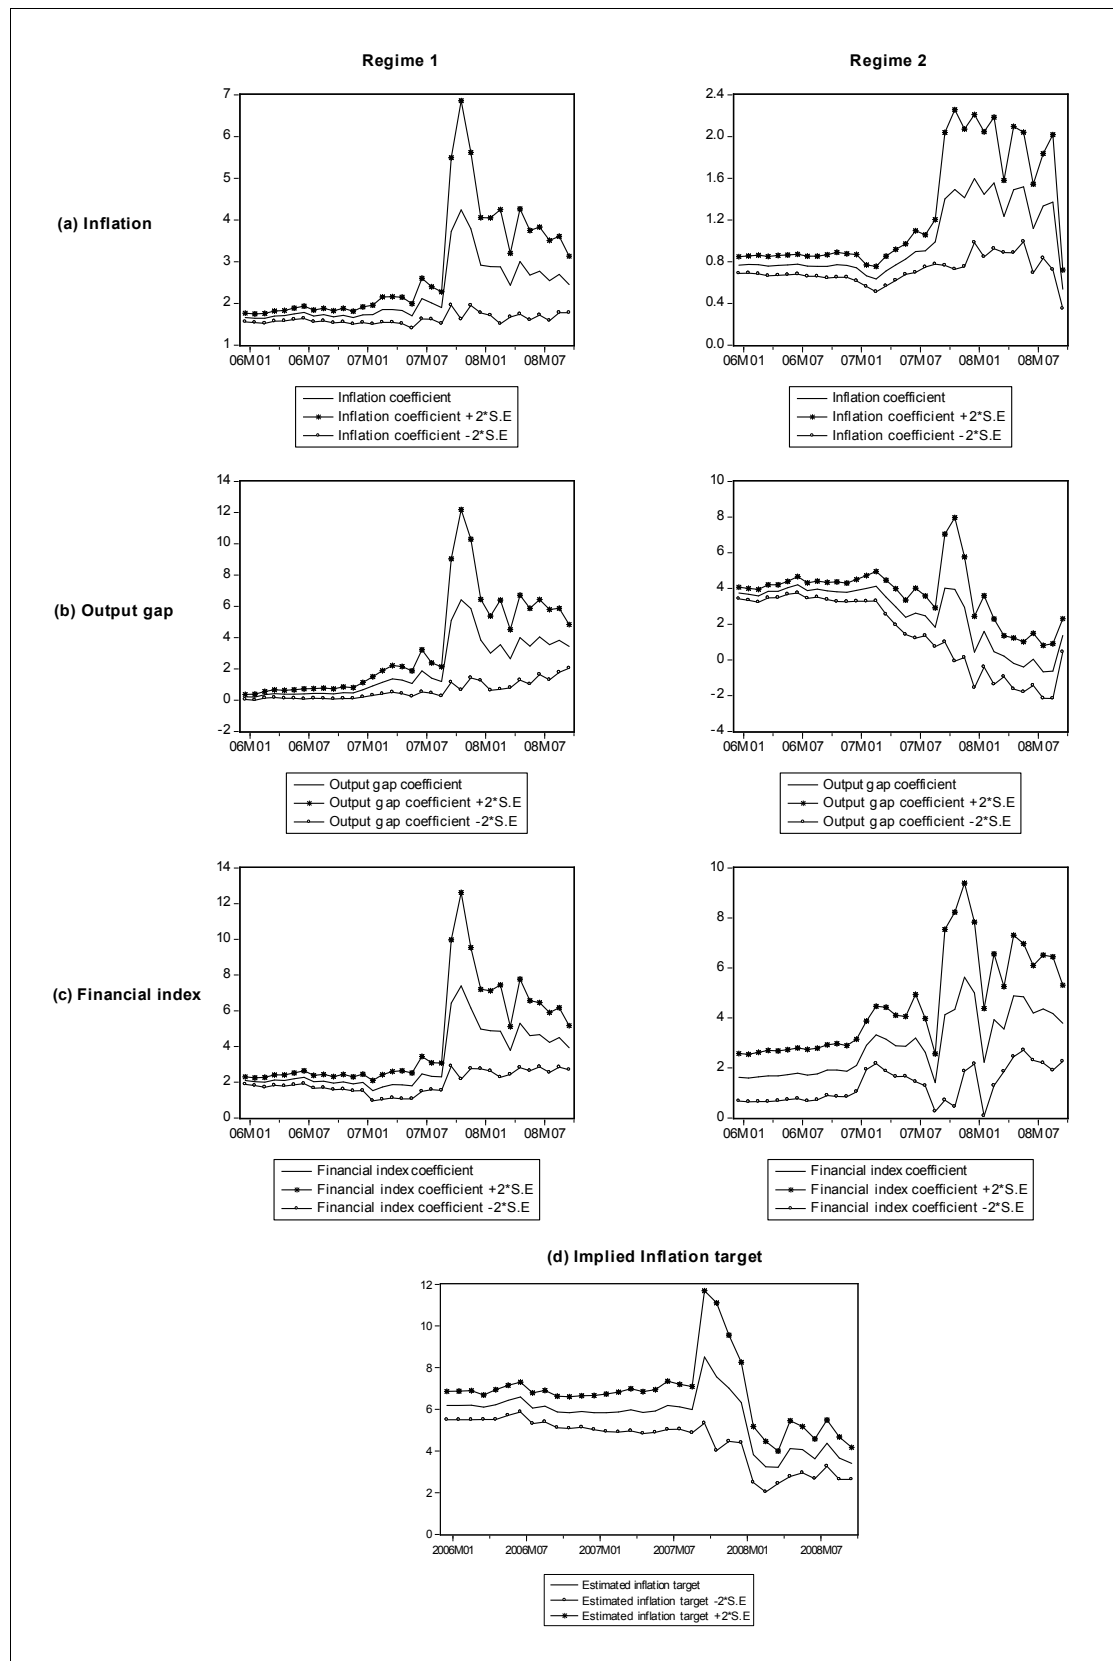 Regime 1
Regime 2
(a) Inflation
7
6
5
4
3
2
1
06M01 06M07 07M01 07M07 08M01 08M07
Inflation coefficient
Inflation coefficient +2*S.E
Inflation coefficient -2*S.E
2.4
2.0
1.6
1.2
0.8
0.4
0.0
06M01 06M07 07M01 07M07 08M01 08M07
Inflation coefficient
Inflation coefficient +2*S.E
Inflation coefficient -2*S.E
(b) Output gap
14
12
10
8
6
4
2
0
-2
06M01 06M07 07M01 07M07 08M01 08M07
Output gap coefficient
Output gap coefficient +2*S.E
Output gap coefficient -2*S.E
10
8
6
4
2
0
-2
-4
06M01 06M07 07M01 07M07 08M01 08M07
Output gap coefficient
Output gap coefficient +2*S.E
Output gap coefficient -2*S.E
(c) Financial index
14
12
10
8
6
4
2
0
06M01 06M07 07M01 07M07 08M01 08M07
Financial index coefficient
Financial index coefficient +2*S.E
Financial index coefficient -2*S.E
10
8
6
4
2
0
06M01 06M07 07M01 07M07 08M01 08M07
Financial index coefficient
Financial index coefficient +2*S.E
Financial index coefficient -2*S.E
(d) Implied Inflation target
12
10
8
6
4
2
0
2006M01 2006M07 2007M01 2007M07 2008M01 2008M07
Estimated inflation target
Estimated inflation target -2*S.E
Estimated inflation target +2*S.E